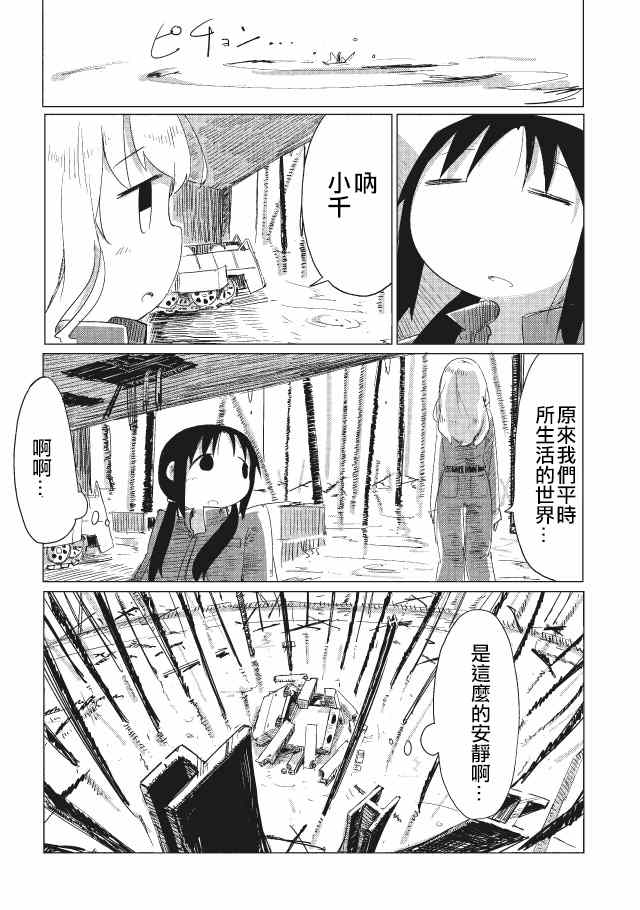 ピチョン...
吶
小千
原來我們平時
所生活的世界…
啊啊…
是這麼的安靜啊…